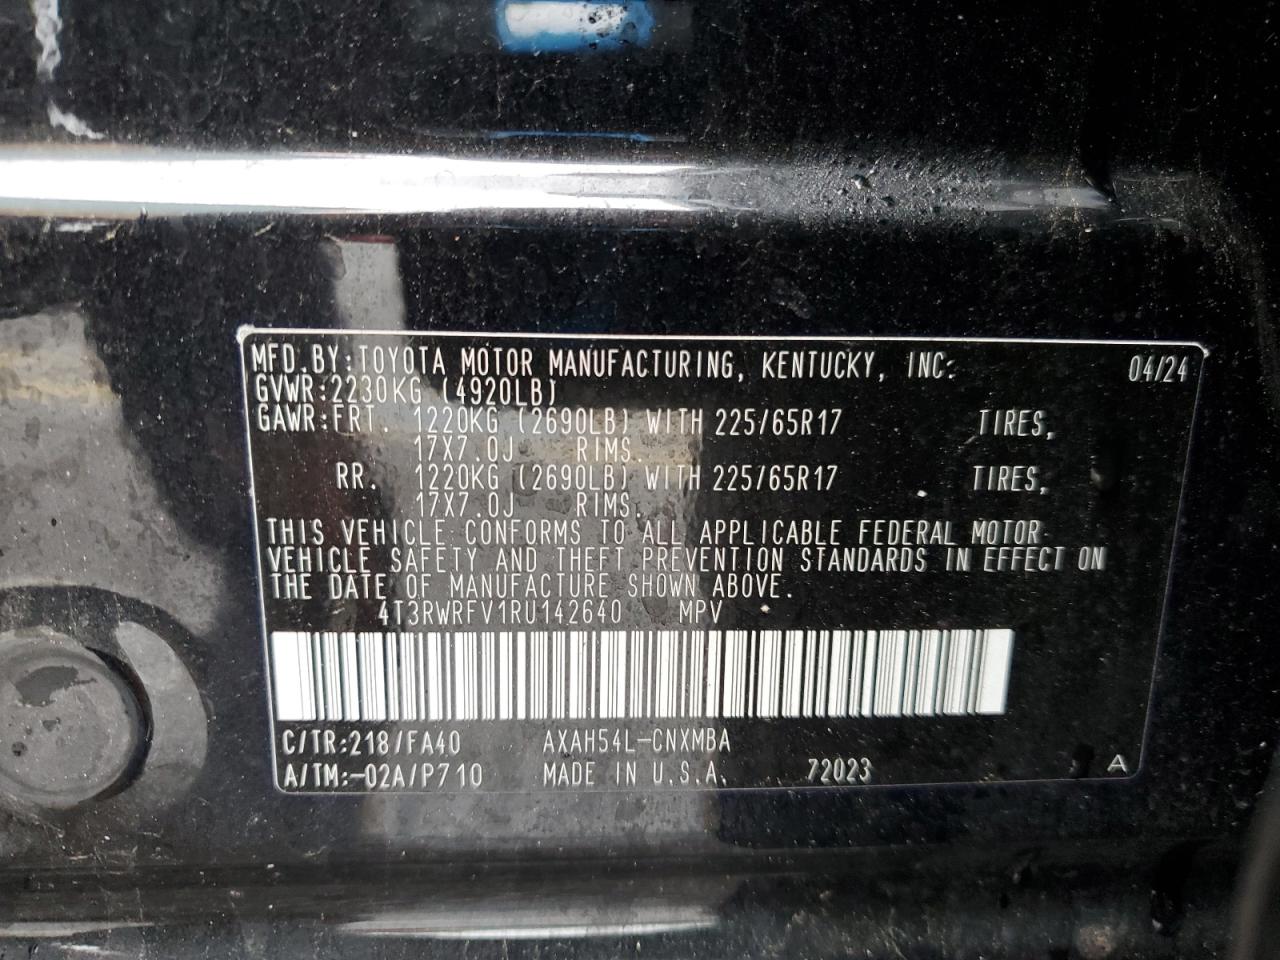 MFD.BY:TOYOTA MOTOR MANUFACTURING, KENTUCKY, INC. 04/24
GVWR:2230KG (4920LB)
GAWR:FRT. 1220KG (2690LB) WITH 225/65R17 TIRES,
17X7.0J RIMS.
RR. 1220KG (2690LB) WITH 225/65R17 TIRES,
17X7.0J RIMS.
THIS VEHICLE CONFORMS TO ALL APPLICABLE FEDERAL MOTOR
VEHICLE SAFETY AND THEFT PREVENTION STANDARDS IN EFFECT ON
THE DATE OF MANUFACTURE SHOWN ABOVE.
4T3RWRFV1RU142640 MPV
C/TR:218/FA40 AXAH54L-CNXMBA
A/TM:-02A/P710 MADE IN U.S.A. 72023 A